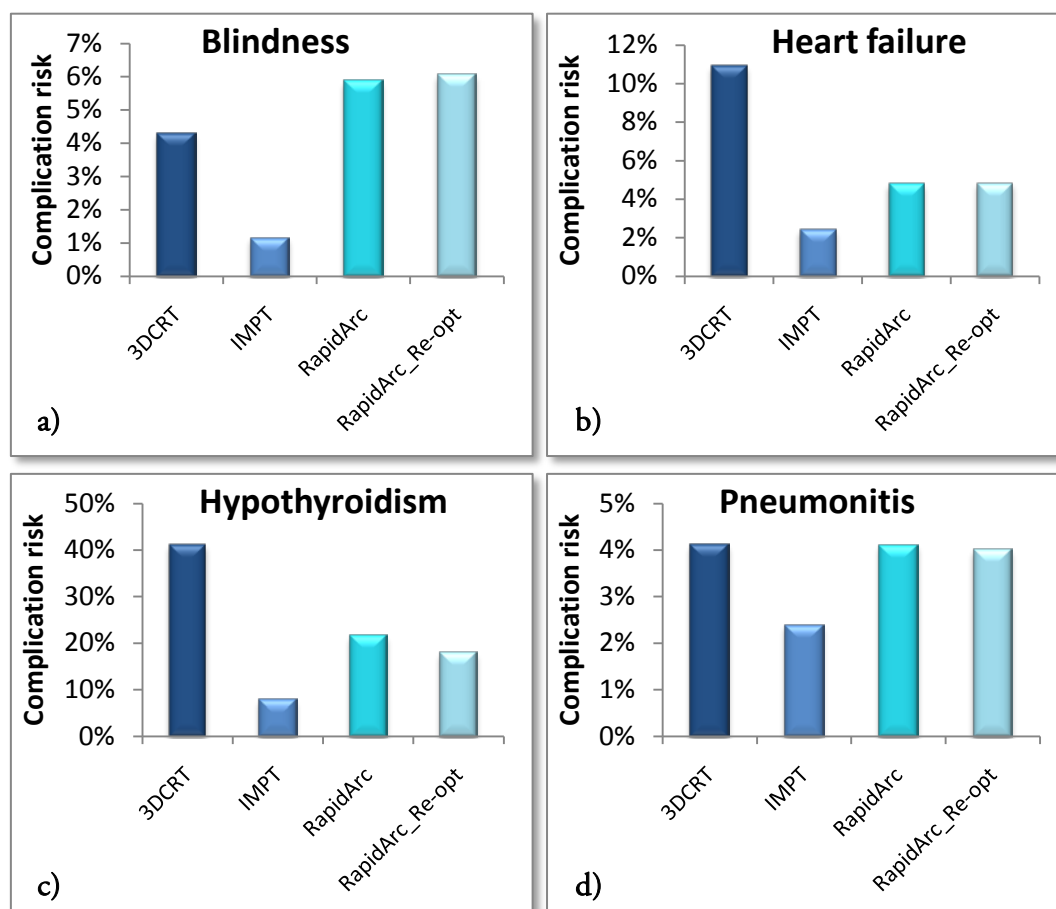 Blindness
Complication risk
7%
6%
5%
4%
3%
2%
1%
0%
3DCRT
IMPT
RapidArc
RapidArc_Re-opt
a)
Heart failure
Complication risk
12%
10%
8%
6%
4%
2%
0%
3DCRT
IMPT
RapidArc
RapidArc_Re-opt
b)
Hypothyroidism
Complication risk
50%
40%
30%
20%
10%
0%
3DCRT
IMPT
RapidArc
RapidArc_Re-opt
c)
Pneumonitis
Complication risk
5%
4%
3%
2%
1%
0%
3DCRT
IMPT
RapidArc
RapidArc_Re-opt
d)